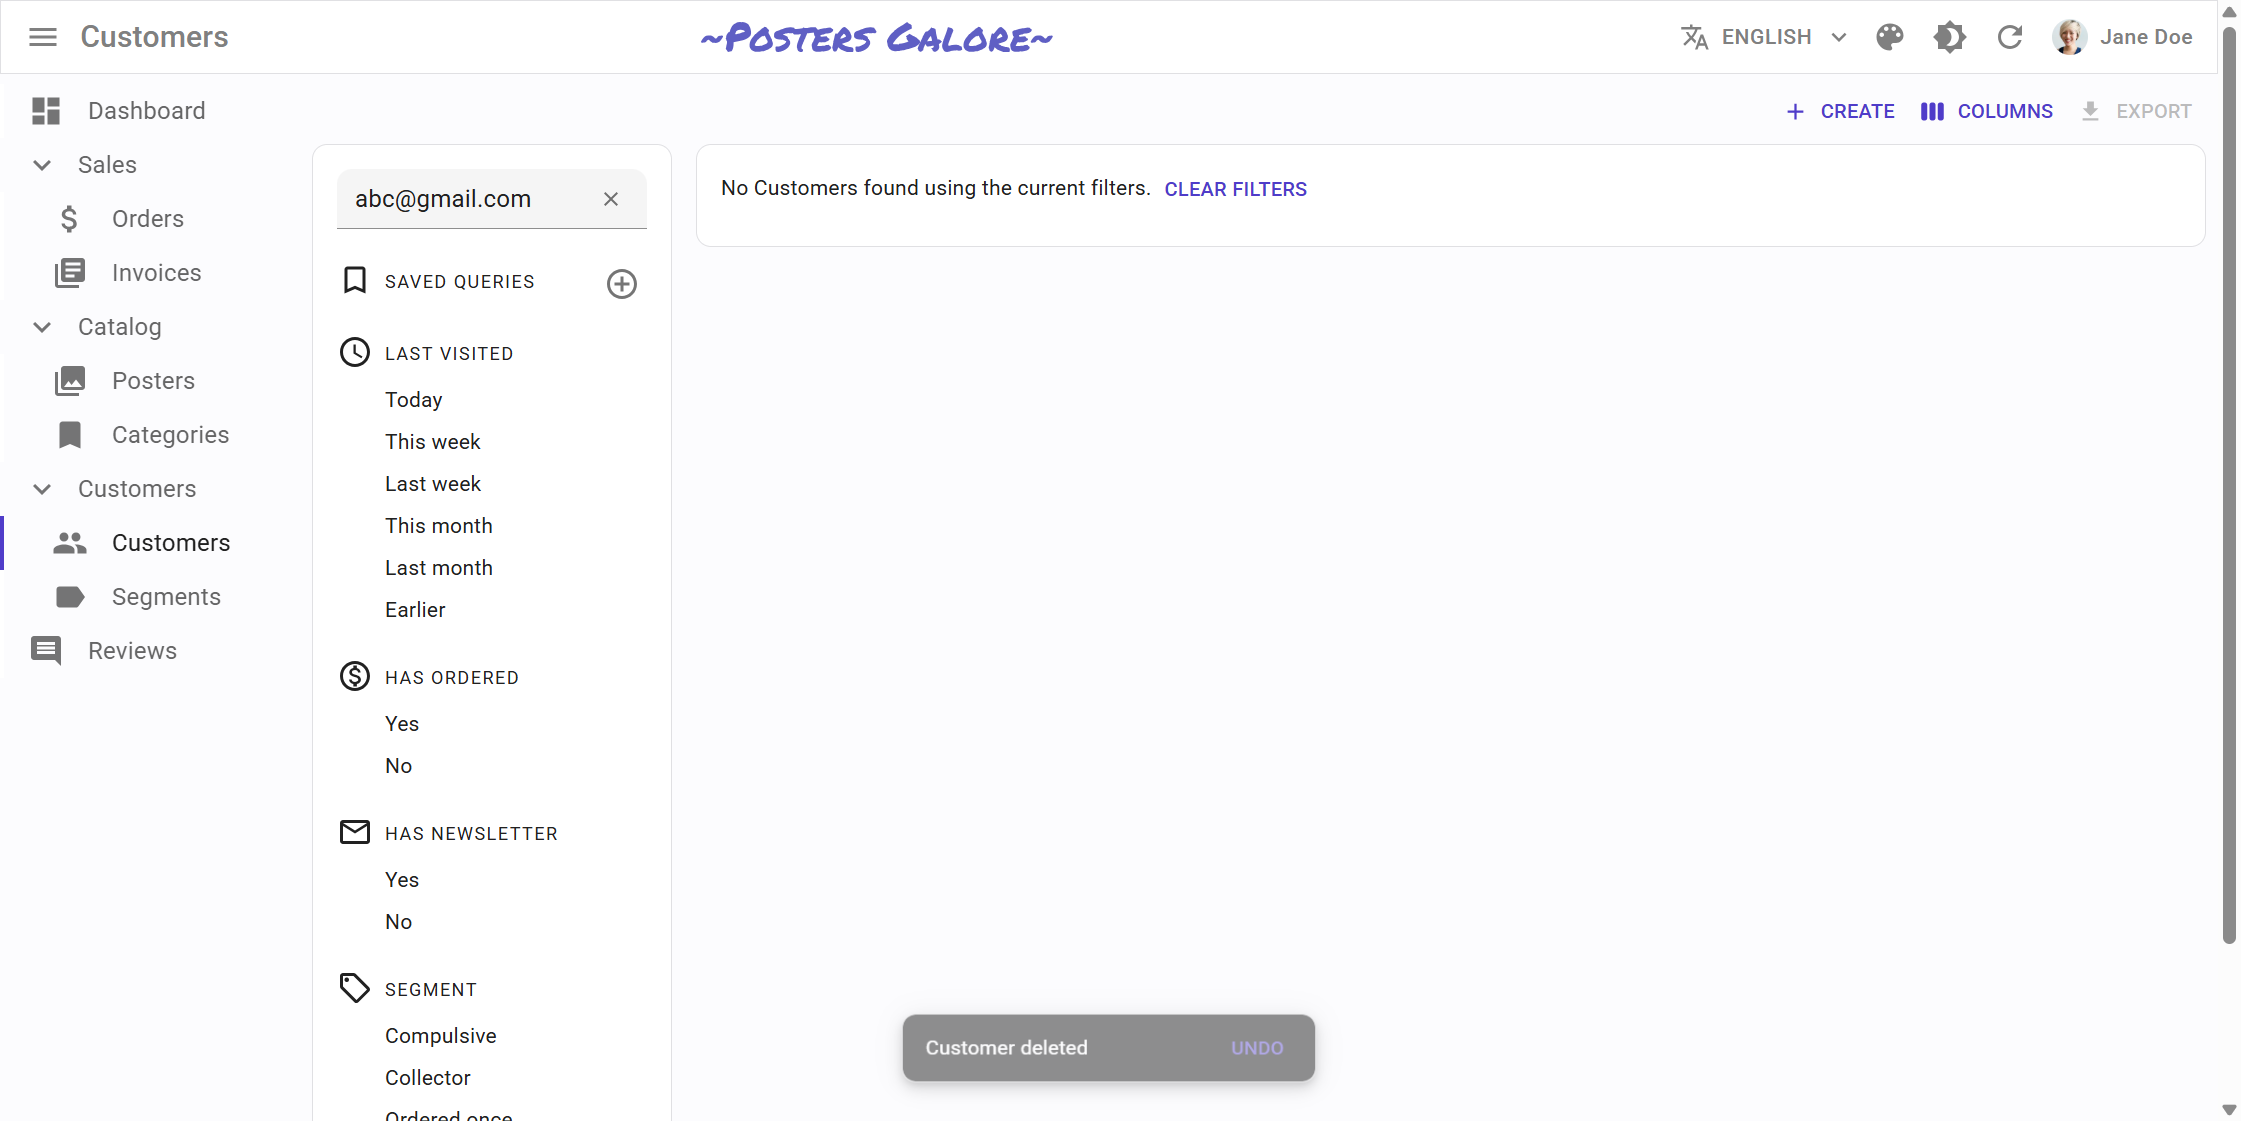 Customers
~Posters Galore~
ENGLISH
Jane Doe
Dashboard
Sales
Orders
Invoices
Catalog
Posters
Categories
Customers
Customers
Segments
Reviews
CREATE
COLUMNS
EXPORT
abc@gmail.com
SAVED QUERIES
LAST VISITED
Today
This week
Last week
This month
Last month
Earlier
HAS ORDERED
Yes
No
HAS NEWSLETTER
Yes
No
SEGMENT
Compulsive
Collector
Ordered once
No Customers found using the current filters. CLEAR FILTERS
Customer deleted UNDO